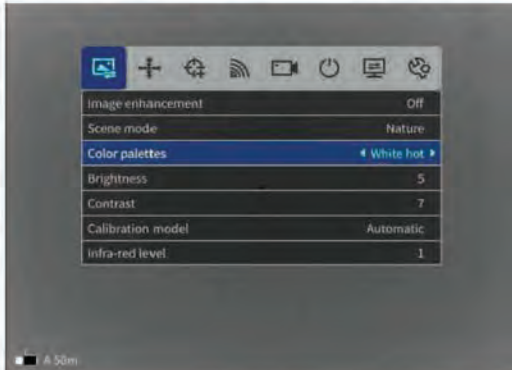 Image enhancement Off
Scene mode Nature
Color palettes White hot
Brightness 5
Contrast 7
Calibration model Automatic
Infra-red level 1
A 50m